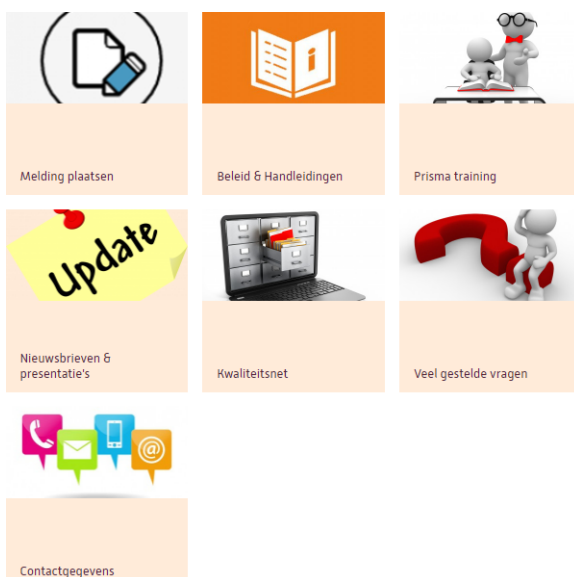 Melding plaatsen
Beleid & Handleidingen
Prisma training
Update
Nieuwsbrieven &
presentatie's
Kwaliteitsnet
Veel gestelde vragen
Contactgegevens